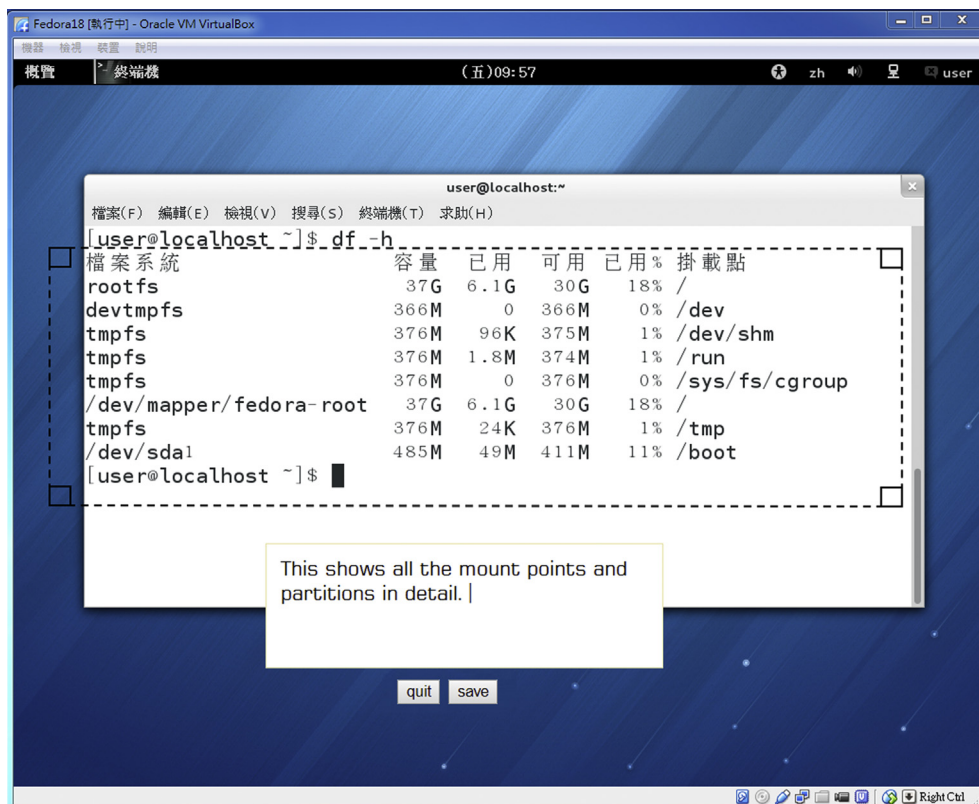 Fedora18 [執行中] - Oracle VM VirtualBox
機器 檢視 裝置 說明
概覽 終端機 (五)09:57 zh user
user@localhost:~
檔案(F) 編輯(E) 檢視(V) 搜尋(S) 終端機(T) 求助(H)
[user@localhost ~]$ df -h
檔案系統 容量 已用 可用 已用% 掛載點
rootfs 37G 6.1G 30G 18% /
devtmpfs 366M 0 366M 0% /dev
tmpfs 376M 96K 375M 1% /dev/shm
tmpfs 376M 1.8M 374M 1% /run
tmpfs 376M 0 376M 0% /sys/fs/cgroup
/dev/mapper/fedora-root 37G 6.1G 30G 18% /
tmpfs 376M 24K 376M 1% /tmp
/dev/sda1 485M 49M 411M 11% /boot
[user@localhost ~]$
This shows all the mount points and
partitions in detail.
quit save
Right Ctrl